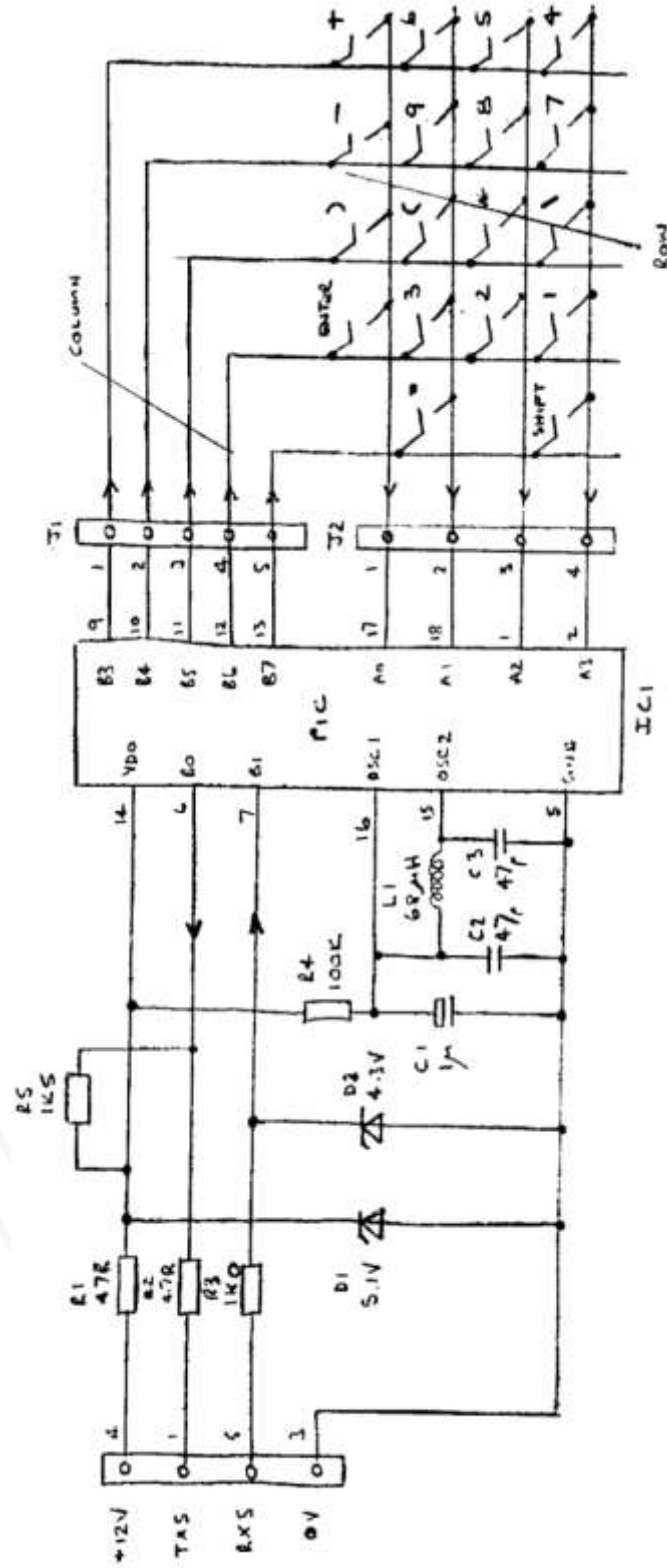 COLUMN
ROW
+12V
4
TXS
1
RXS
5
0V
3
R1
47R
R2
4.7R
R3
1K0
R5
1K5
D1
5.1V
D2
4.3V
R4
100K
C1
1µ
L1
68µH
C2
47p
C3
47p
14
6
7
16
15
5
VDD
B0
B1
OSC1
OSC2
PIC
IC1
B3
B4
B5
B6
B7
A0
A1
A2
A3
9
10
11
12
13
17
18
1
2
J1
1
2
3
4
5
J2
1
2
3
4
+
6
5
4
-
9
8
7
)
(
ENTER
3
2
1
SHIFT